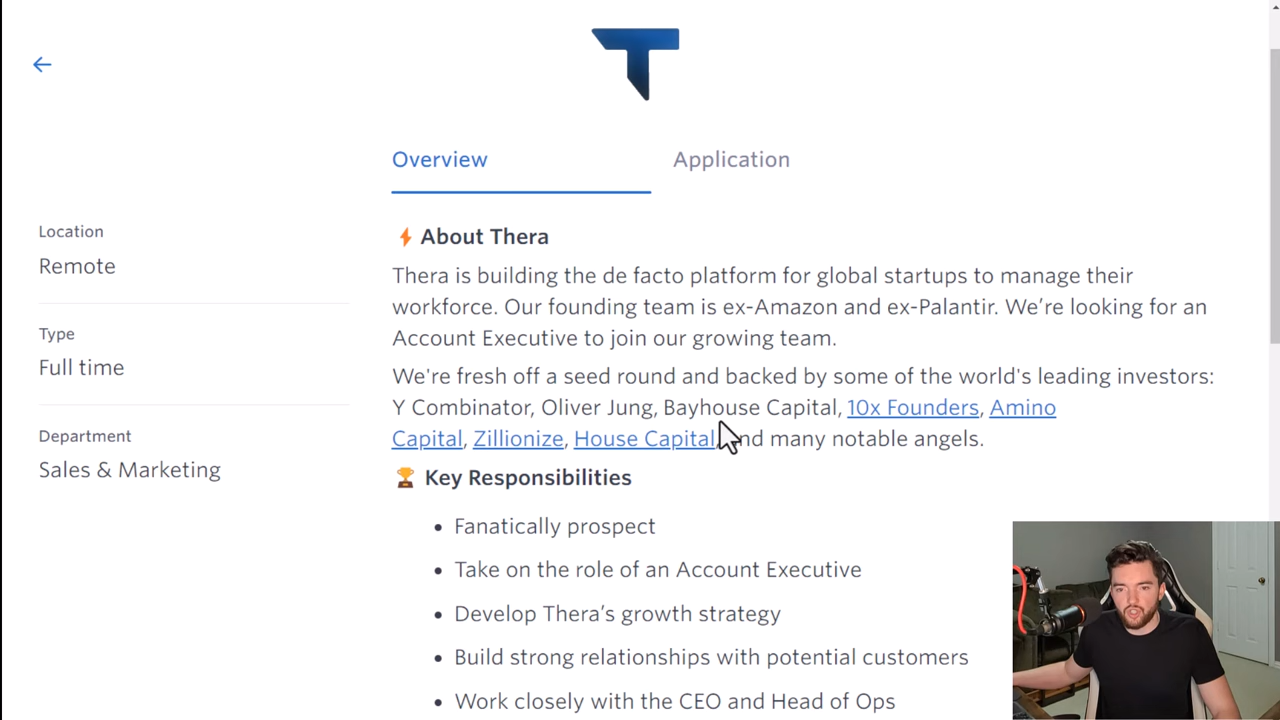 T
Overview
Application
Location
Remote
Type
Full time
Department
Sales & Marketing
⚡ About Thera
Thera is building the de facto platform for global startups to manage their
workforce. Our founding team is ex-Amazon and ex-Palantir. We’re looking for an
Account Executive to join our growing team.
We're fresh off a seed round and backed by some of the world's leading investors:
Y Combinator, Oliver Jung, Bayhouse Capital, 10x Founders, Amino
Capital, Zillionize, House Capital, and many notable angels.
🏆 Key Responsibilities
• Fanatically prospect
• Take on the role of an Account Executive
• Develop Thera’s growth strategy
• Build strong relationships with potential customers
• Work closely with the CEO and Head of Ops